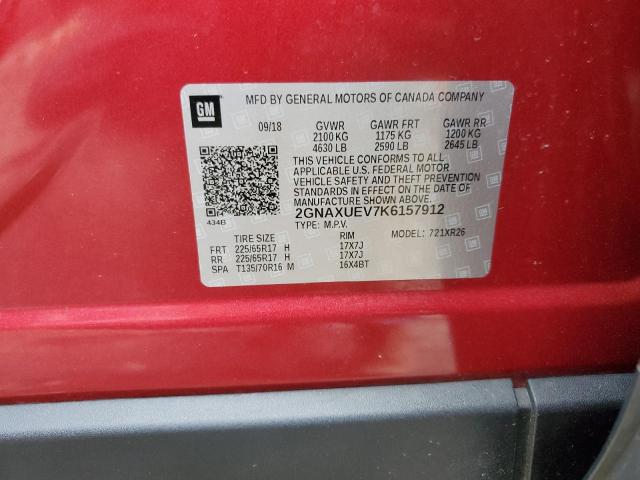 GM
MFD BY GENERAL MOTORS OF CANADA COMPANY
09/18 GVWR GAWR FRT GAWR RR
2100 KG 1175 KG 1200 KG
4630 LB 2590 LB 2645 LB
THIS VEHICLE CONFORMS TO ALL
APPLICABLE U.S. FEDERAL MOTOR
VEHICLE SAFETY AND THEFT PREVENTION
STANDARDS IN EFFECT ON THE DATE OF
MANUFACTURE SHOWN ABOVE.
434B 2GNAXUEV7K6157912
TYPE: M.P.V. MODEL: 721XR26
TIRE SIZE RIM
FRT 225/65R17 H 17X7J
RR 225/65R17 H 17X7J
SPA T135/70R16 M 16X4BT